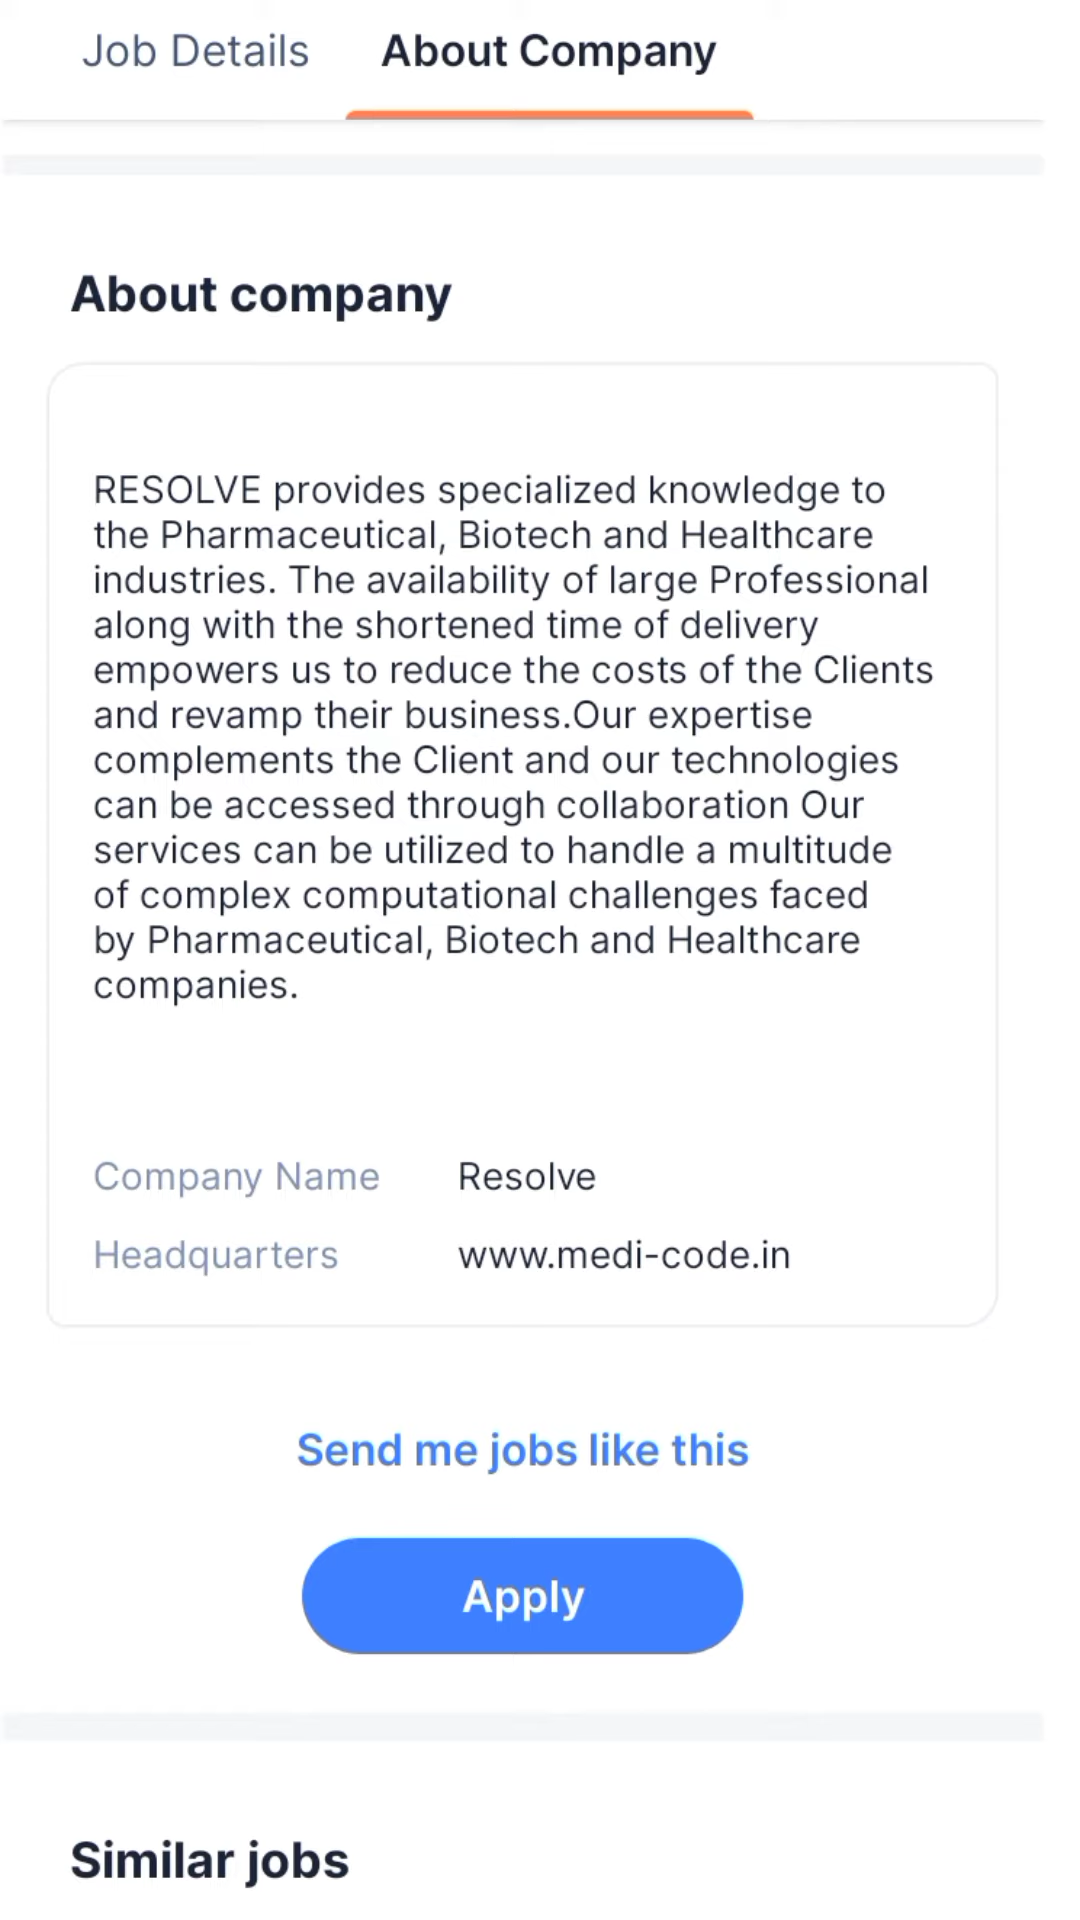 Job Details About Company
About company
RESOLVE provides specialized knowledge to
the Pharmaceutical, Biotech and Healthcare
industries. The availability of large Professional
along with the shortened time of delivery
empowers us to reduce the costs of the Clients
and revamp their business.Our expertise
complements the Client and our technologies
can be accessed through collaboration Our
services can be utilized to handle a multitude
of complex computational challenges faced
by Pharmaceutical, Biotech and Healthcare
companies.
Company Name Resolve
Headquarters www.medi-code.in
Send me jobs like this
Apply
Similar jobs